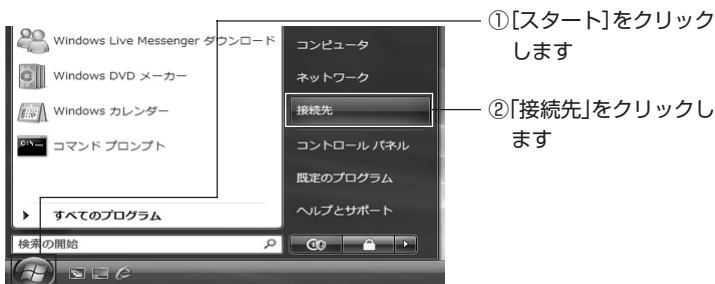 Windows Live Messenger ダウンロード
Windows DVD メーカー
Windows カレンダー
コマンド プロンプト
すべてのプログラム
検索の開始
コンピュータ
ネットワーク
接続先
コントロール パネル
既定のプログラム
ヘルプとサポート
①[スタート]をクリック
します
②「接続先」をクリックし
ます